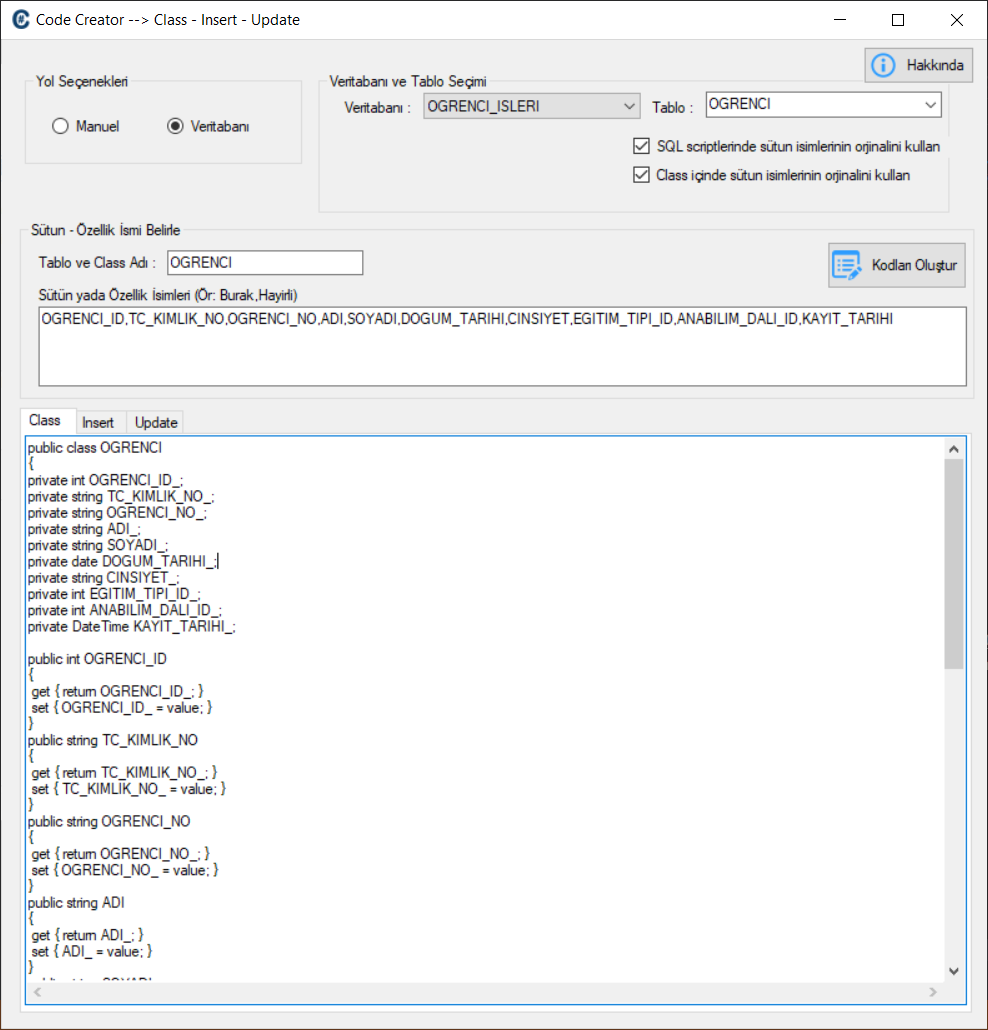 Code Creator --> Class - Insert - Update
Hakkında
Yol Seçenekleri
Manuel
Veritabanı
Veritabanı ve Tablo Seçimi
Veritabanı :
OGRENCI_ISLERI
Tablo :
OGRENCI
SQL scriptlerinde sütun isimlerinin orjinalini kullan
Class içinde sütun isimlerinin orjinalini kullan
Sütun - Özellik İsmi Belirle
Tablo ve Class Adı :
OGRENCI
Kodları Oluştur
Sütün yada Özellik İsimleri (Ör: Burak,Hayirli)
OGRENCI_ID,TC_KIMLIK_NO,OGRENCI_NO,ADI,SOYADI,DOGUM_TARIHI,CINSIYET,EGITIM_TIPI_ID,ANABILIM_DALI_ID,KAYIT_TARIHI
Class
Insert
Update
public class OGRENCI
{
private int OGRENCI_ID_;
private string TC_KIMLIK_NO_;
private string OGRENCI_NO_;
private string ADI_;
private string SOYADI_;
private date DOGUM_TARIHI_;
private string CINSIYET_;
private int EGITIM_TIPI_ID_;
private int ANABILIM_DALI_ID_;
private DateTime KAYIT_TARIHI_;
public int OGRENCI_ID
{
get { return OGRENCI_ID_; }
set { OGRENCI_ID_ = value; }
}
public string TC_KIMLIK_NO
{
get { return TC_KIMLIK_NO_; }
set { TC_KIMLIK_NO_ = value; }
}
public string OGRENCI_NO
{
get { return OGRENCI_NO_; }
set { OGRENCI_NO_ = value; }
}
public string ADI
{
get { return ADI_; }
set { ADI_ = value; }
}